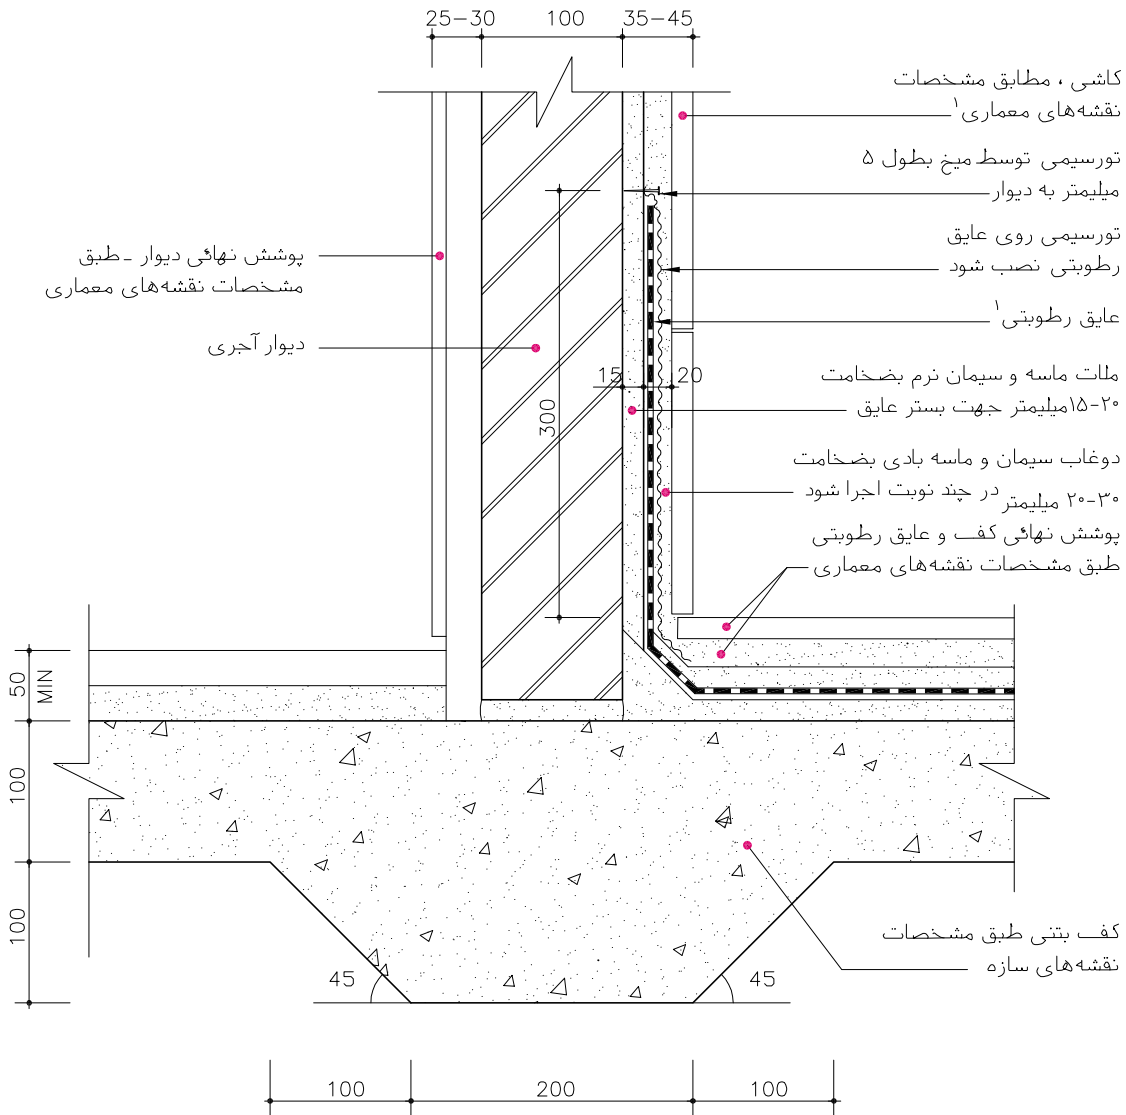 25-30
100
35-45
کاشی ، مطابق مشخصات
نقشه‌های معماری¹
تورسیمی توسط میخ بطول ۵
میلیمتر به دیوار
تورسیمی روی عایق
رطوبتی نصب شود
عایق رطوبتی¹
ملات ماسه و سیمان نرم بضخامت
۱۵-۲۰میلیمتر جهت بستر عایق
دوغاب سیمان و ماسه بادی بضخامت
۲۰-۳۰ میلیمتر در چند نوبت اجرا شود
پوشش نهائی کف و عایق رطوبتی
طبق مشخصات نقشه‌های معماری
پوشش نهائی دیوار - طبق
مشخصات نقشه‌های معماری
دیوار آجری
15
20
300
50
MIN
100
100
45
45
کف بتنی طبق مشخصات
نقشه‌های سازه
100
200
100